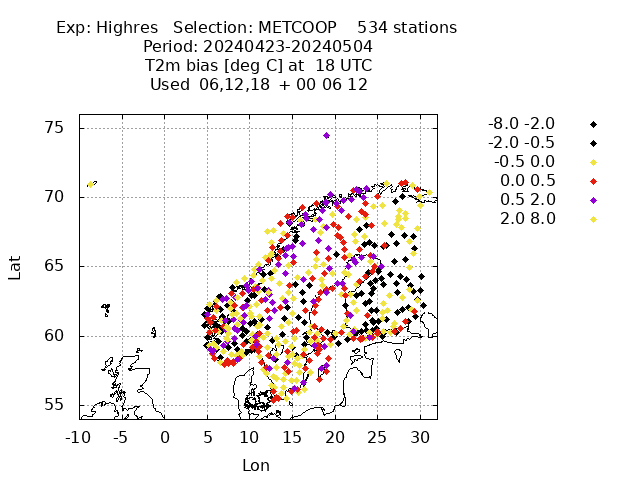 Exp: Highres   Selection: METCOOP    534 stations
Period: 20240423-20240504
T2m bias [deg C] at  18 UTC
Used  06,12,18  + 00 06 12
-8.0 -2.0
-2.0 -0.5
-0.5 0.0
0.0 0.5
0.5 2.0
2.0 8.0
75
70
65
60
55
Lat
-10 -5 0 5 10 15 20 25 30
Lon